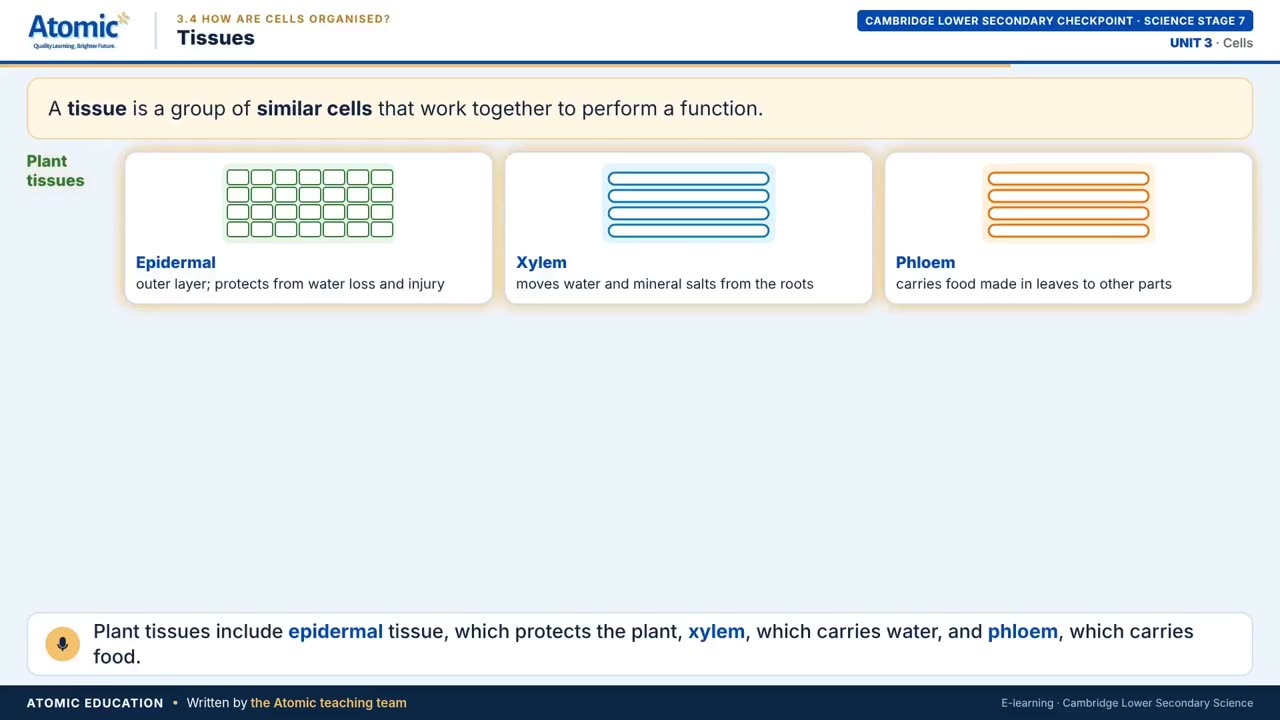 Atomic
Quality Learning, Brighter Future.
3.4 HOW ARE CELLS ORGANISED?
Tissues
CAMBRIDGE LOWER SECONDARY CHECKPOINT · SCIENCE STAGE 7
UNIT 3 · Cells
A tissue is a group of similar cells that work together to perform a function.
Plant
tissues
Epidermal
outer layer; protects from water loss and injury
Xylem
moves water and mineral salts from the roots
Phloem
carries food made in leaves to other parts
Plant tissues include epidermal tissue, which protects the plant, xylem, which carries water, and phloem, which carries
food.
ATOMIC EDUCATION • Written by the Atomic teaching team
E-learning · Cambridge Lower Secondary Science